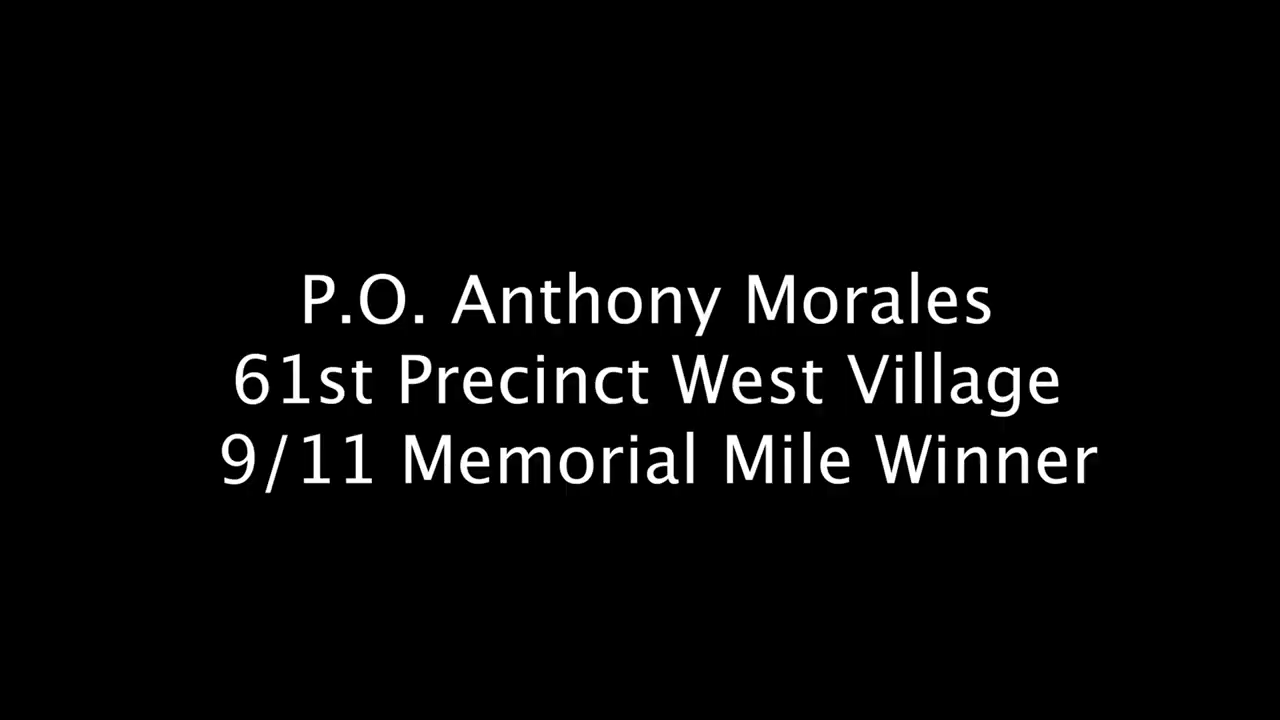 P.O. Anthony Morales
61st Precinct West Village
9/11 Memorial Mile Winner